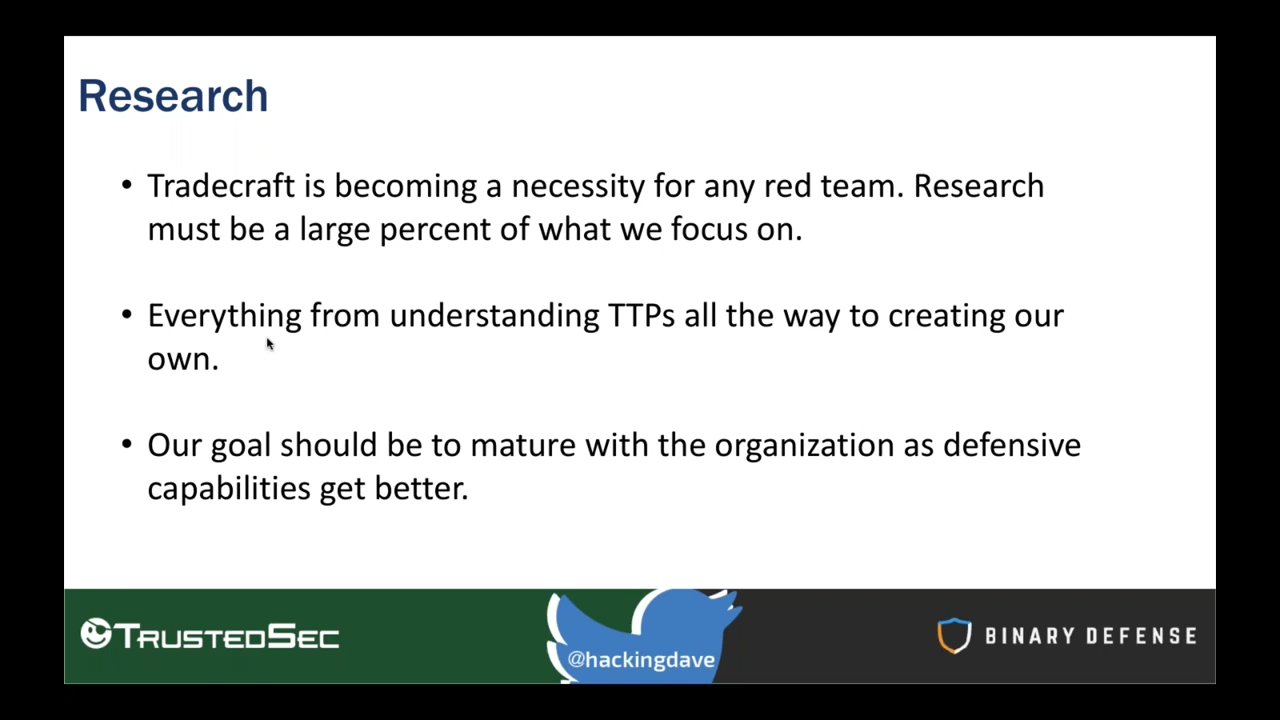 Research
• Tradecraft is becoming a necessity for any red team. Research
must be a large percent of what we focus on.
• Everything from understanding TTPs all the way to creating our
own.
• Our goal should be to mature with the organization as defensive
capabilities get better.
TRUSTEDSEC
@hackingdave
BINARY DEFENSE